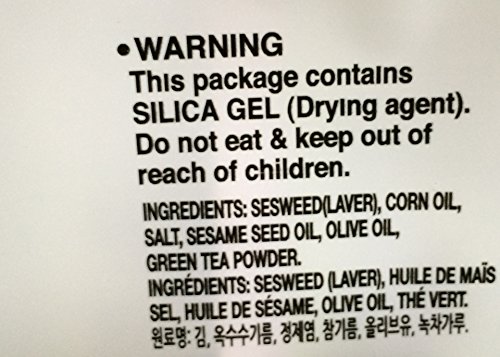 •WARNING
This package contains
SILICA GEL (Drying agent).
Do not eat & keep out of
reach of children.
INGREDIENTS: SESWEED(LAVER), CORN OIL,
SALT, SESAME SEED OIL, OLIVE OIL,
GREEN TEA POWDER.
INGRÉDIENTS: SESWEED (LAVER), HUILE DE MAÏS
SEL, HUILE DE SÉSAME, OLIVE OIL, THÉ VERT.
원료명: 김, 옥수수기름, 정제염, 참기름, 올리브유, 녹차가루.